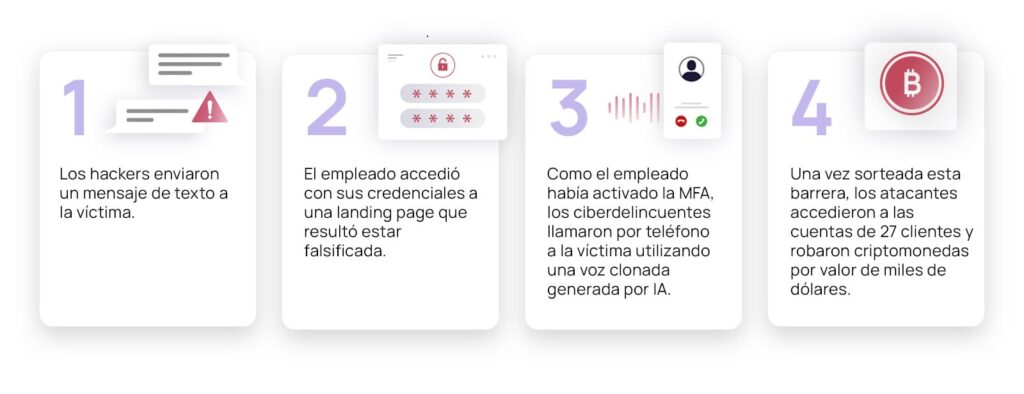 1
Los hackers enviaron
un mensaje de texto a
la víctima.
2
* * * *
* * * *
El empleado accedió
con sus credenciales a
una landing page que
resultó estar
falsificada.
3
Como el empleado
había activado la MFA,
los ciberdelincuentes
llamaron por teléfono
a la víctima utilizando
una voz clonada
generada por IA.
4
Una vez sorteada esta
barrera, los atacantes
accedieron a las
cuentas de 27 clientes y
robaron criptomonedas
por valor de miles de
dólares.